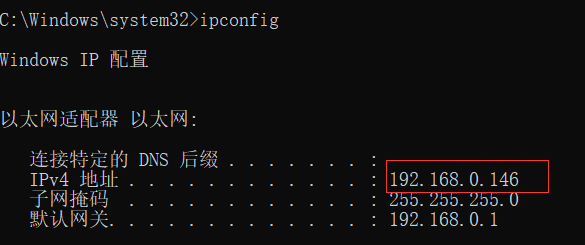 C:\Windows\system32>ipconfig
Windows IP 配置
以太网适配器 以太网:
连接特定的 DNS 后缀 . . . . . . . :
IPv4 地址 . . . . . . . . . . . . : 192.168.0.146
子网掩码 . . . . . . . . . . . . : 255.255.255.0
默认网关. . . . . . . . . . . . . : 192.168.0.1